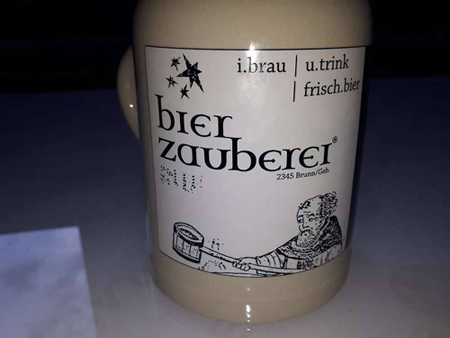 i.brau | u.trink
| frisch.bier
bier
zauberei®
2345 Brunn/Geb.